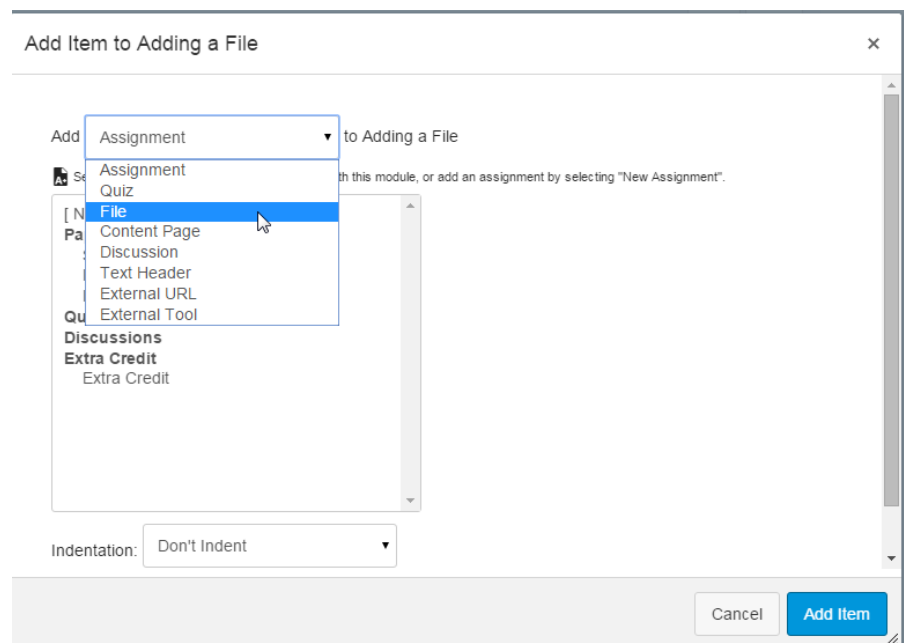 Add Item to Adding a File
×
Add Assignment to Adding a File
Assignment
Quiz
File
Content Page
Discussion
Text Header
External URL
External Tool
th this module, or add an assignment by selecting "New Assignment".
[ N
Pa
Qu
Discussions
Extra Credit
Extra Credit
Indentation: Don't Indent
Cancel Add Item